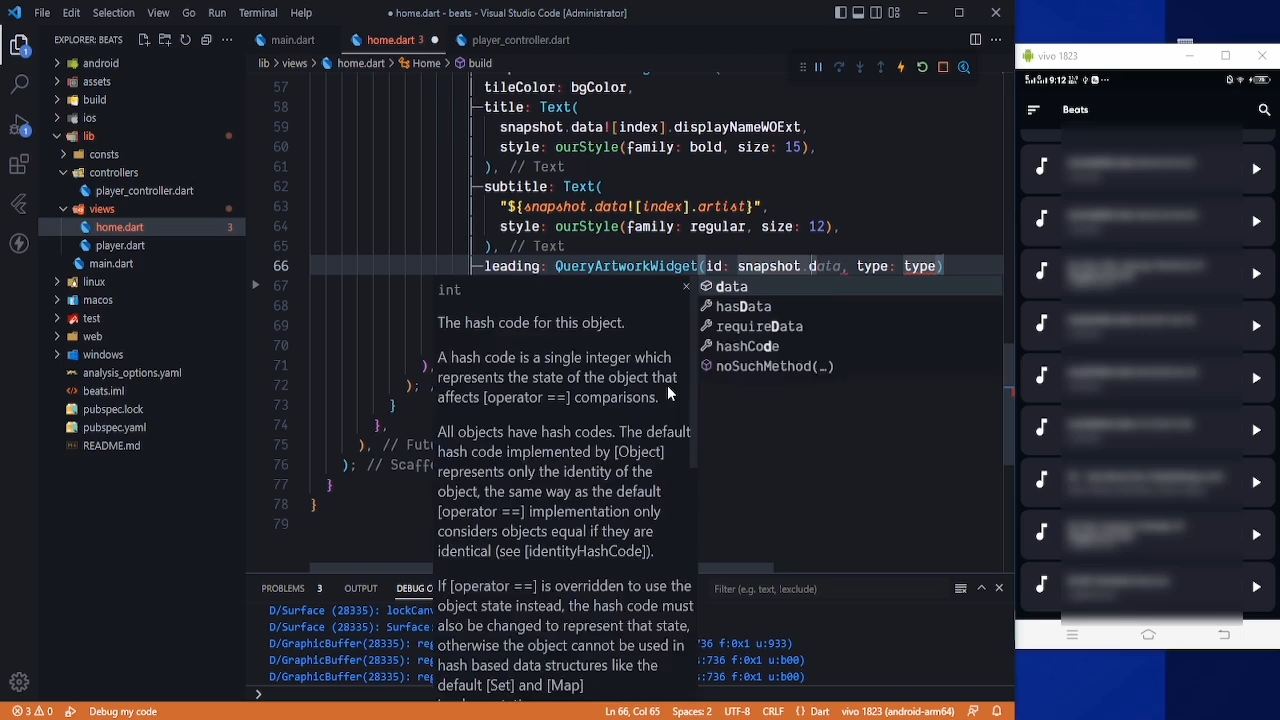 File Edit Selection View Go Run Terminal Help
home.dart - beats - Visual Studio Code [Administrator]
EXPLORER: BEATS
android
assets
build
ios
lib
consts
controllers
player_controller.dart
views
home.dart 3
player.dart
main.dart
linux
macos
test
web
windows
analysis_options.yaml
beats.iml
pubspec.lock
pubspec.yaml
README.md
main.dart
home.dart 3
player_controller.dart
lib > views > home.dart > Home > build
57 tileColor: bgColor,
58 title: Text(
59 snapshot.data![index].displayNameWOExt,
60 style: ourStyle(family: bold, size: 15),
61 ), // Text
62 subtitle: Text(
63 "${snapshot.data![index].artist}",
64 style: ourStyle(family: regular, size: 12),
65 ), // Text
66 leading: QueryArtworkWidget(id: snapshot.data, type: type)
67
68
69
70
71 ),
72 ); /
73 }
74 },
75 ), // Futu
76 ); // Scaffo
77 }
78 }
79
data
hasData
requireData
hashCode
noSuchMethod(…)
int
The hash code for this object.
A hash code is a single integer which
represents the state of the object that
affects [operator ==] comparisons.
All objects have hash codes. The default
hash code implemented by [Object]
represents only the identity of the
object, the same way as the default
[operator ==] implementation only
considers objects equal if they are
identical (see [identityHashCode]).
If [operator ==] is overridden to use the
object state instead, the hash code must
also be changed to represent that state,
otherwise the object cannot be used in
hash based data structures like the
default [Set] and [Map]
PROBLEMS 3 OUTPUT DEBUG CO
Filter (e.g. text, !exclude)
D/Surface (28335): lockCanv
D/Surface (28335): Surface:
D/GraphicBuffer(28335): reg 736 f:0x1 u:933)
D/GraphicBuffer(28335): reg 736 f:0x1 u:b00)
D/GraphicBuffer(28335): reg 736 f:0x1 u:b00)
3 0 Debug my code
Ln 66, Col 65 Spaces: 2 UTF-8 CRLF {} Dart vivo 1823 (android-arm64)
vivo 1823
9:12
Beats